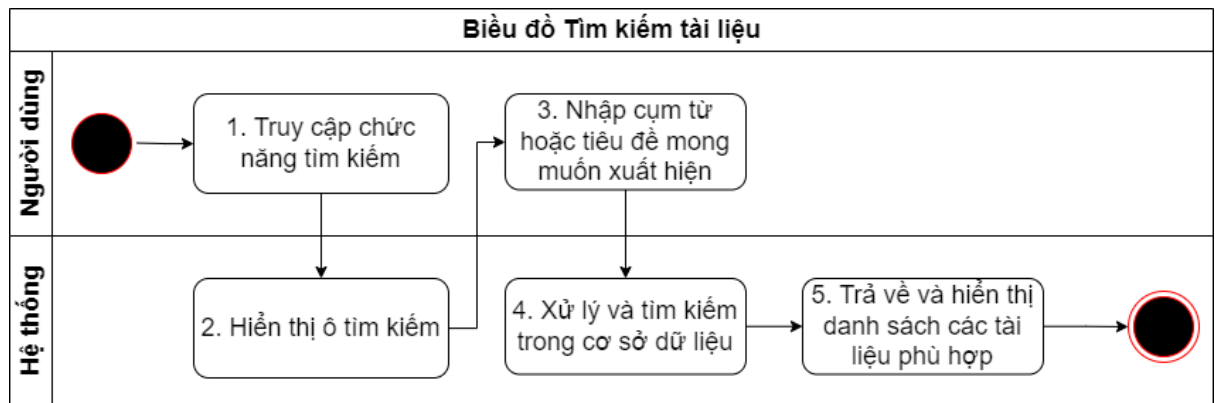 Biều đồ Tìm kiếm tài liệu
Người dùng
1. Truy cập chức
năng tìm kiếm
3. Nhập cụm từ
hoặc tiêu đề mong
muốn xuất hiện
Hệ thống
2. Hiển thị ô tìm kiếm
4. Xử lý và tìm kiếm
trong cơ sở dữ liệu
5. Trả về và hiển thị
danh sách các tài
liệu phù hợp